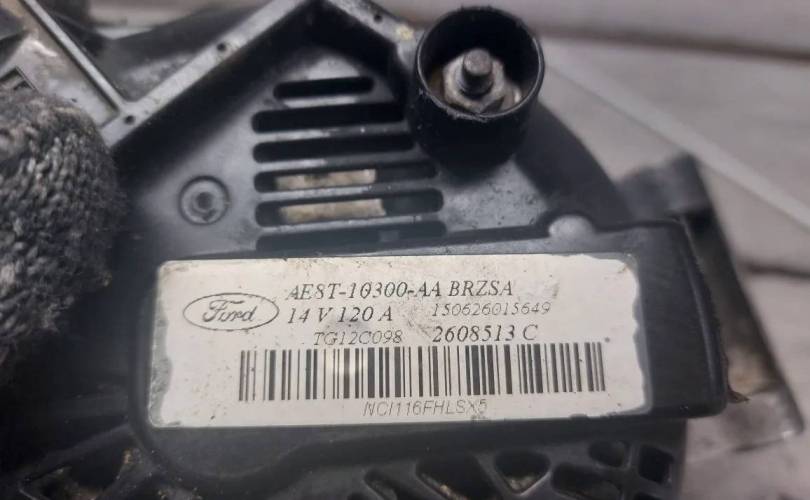 AE8T-10300-AA BRZSA
Ford 14 V 120 A 150626015649
TG12C098 2608513 C
NCI116FHLSX5